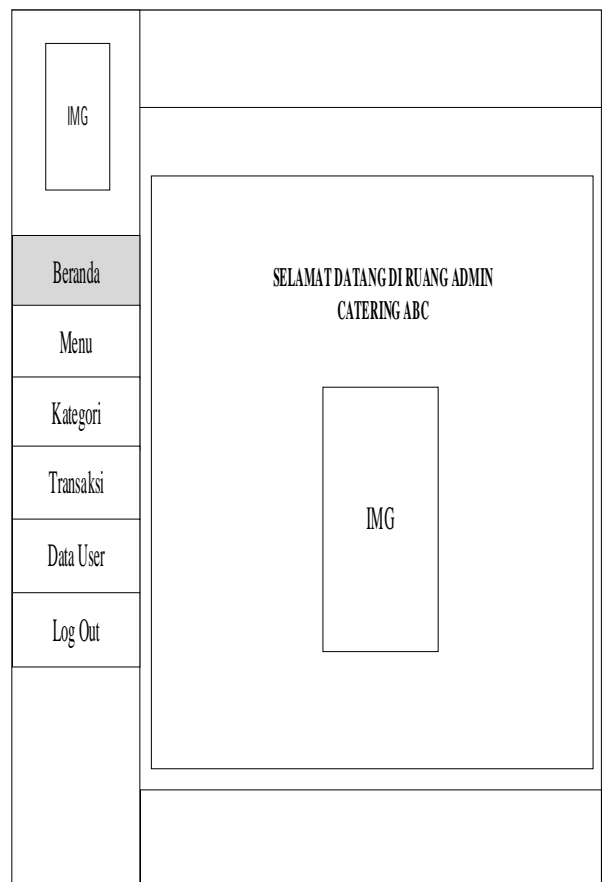 IMG
Beranda
Menu
Kategori
Transaksi
Data User
Log Out
SELAMAT DATANG DI RUANG ADMIN
CATERING ABC
IMG